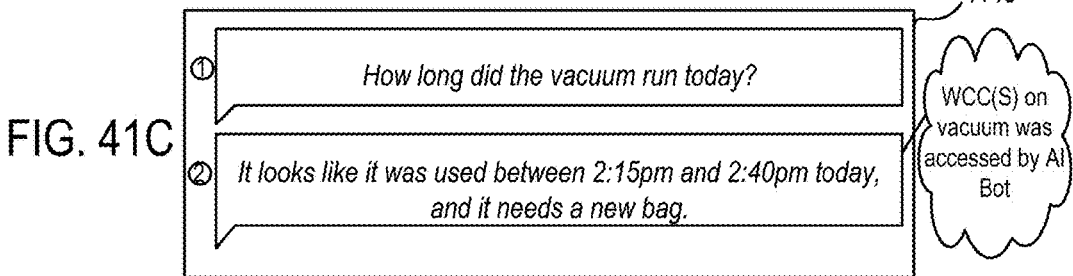 FIG. 41C
①
How long did the vacuum run today?
②
It looks like it was used between 2:15pm and 2:40pm today,
and it needs a new bag.
WCC(S) on
vacuum was
accessed by AI
Bot